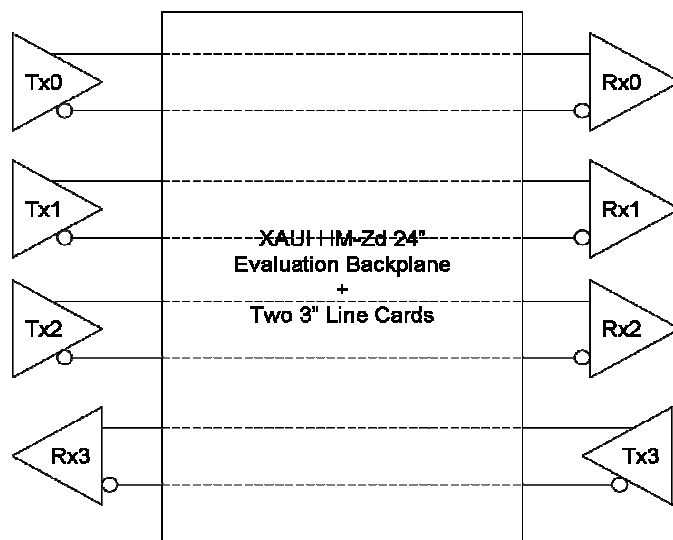 Tx0
Rx0
Tx1
Rx1
XAUI HM-Zd 24"
Evaluation Backplane
+
Two 3" Line Cards
Tx2
Rx2
Rx3
Tx3